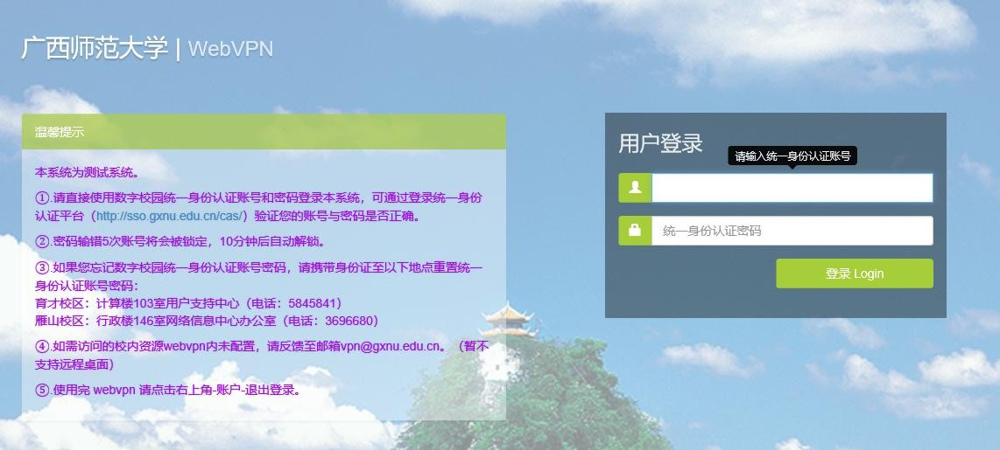 广西师范大学 | WebVPN
温馨提示
本系统为测试系统。
①.请直接使用数字校园统一身份认证账号和密码登录本系统，可通过登录统一身份
认证平台（http://sso.gxnu.edu.cn/cas/）验证您的账号与密码是否正确。
②.密码输错5次账号将会被锁定，10分钟后自动解锁。
③.如果您忘记数字校园统一身份认证账号密码，请携带身份证至以下地点重置统一
身份认证账号密码：
育才校区：计算楼103室用户支持中心（电话：5845841）
雁山校区：行政楼146室网络信息中心办公室（电话：3696680）
④.如需访问的校内资源webvpn内未配置，请反馈至邮箱vpn@gxnu.edu.cn。（暂不
支持远程桌面）
⑤.使用完 webvpn 请点击右上角-账户-退出登录。
用户登录
请输入统一身份认证账号
统一身份认证密码
登录 Login